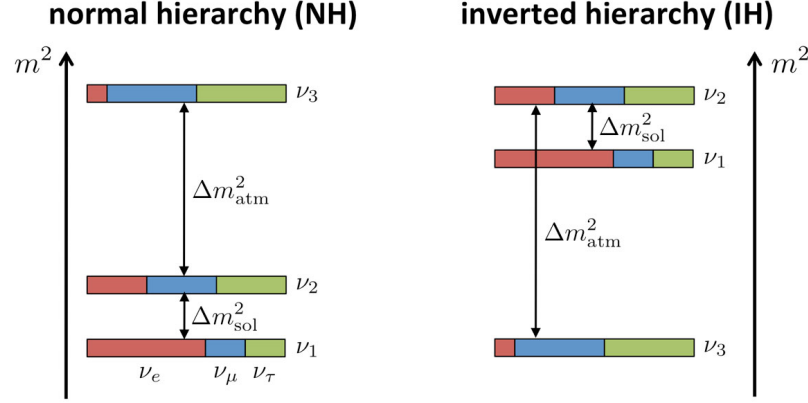 normal hierarchy (NH)
m²
ν₃
Δm²atm
ν₂
Δm²sol
ν₁
νe νμ ντ
inverted hierarchy (IH)
m²
ν₂
Δm²sol
ν₁
Δm²atm
ν₃